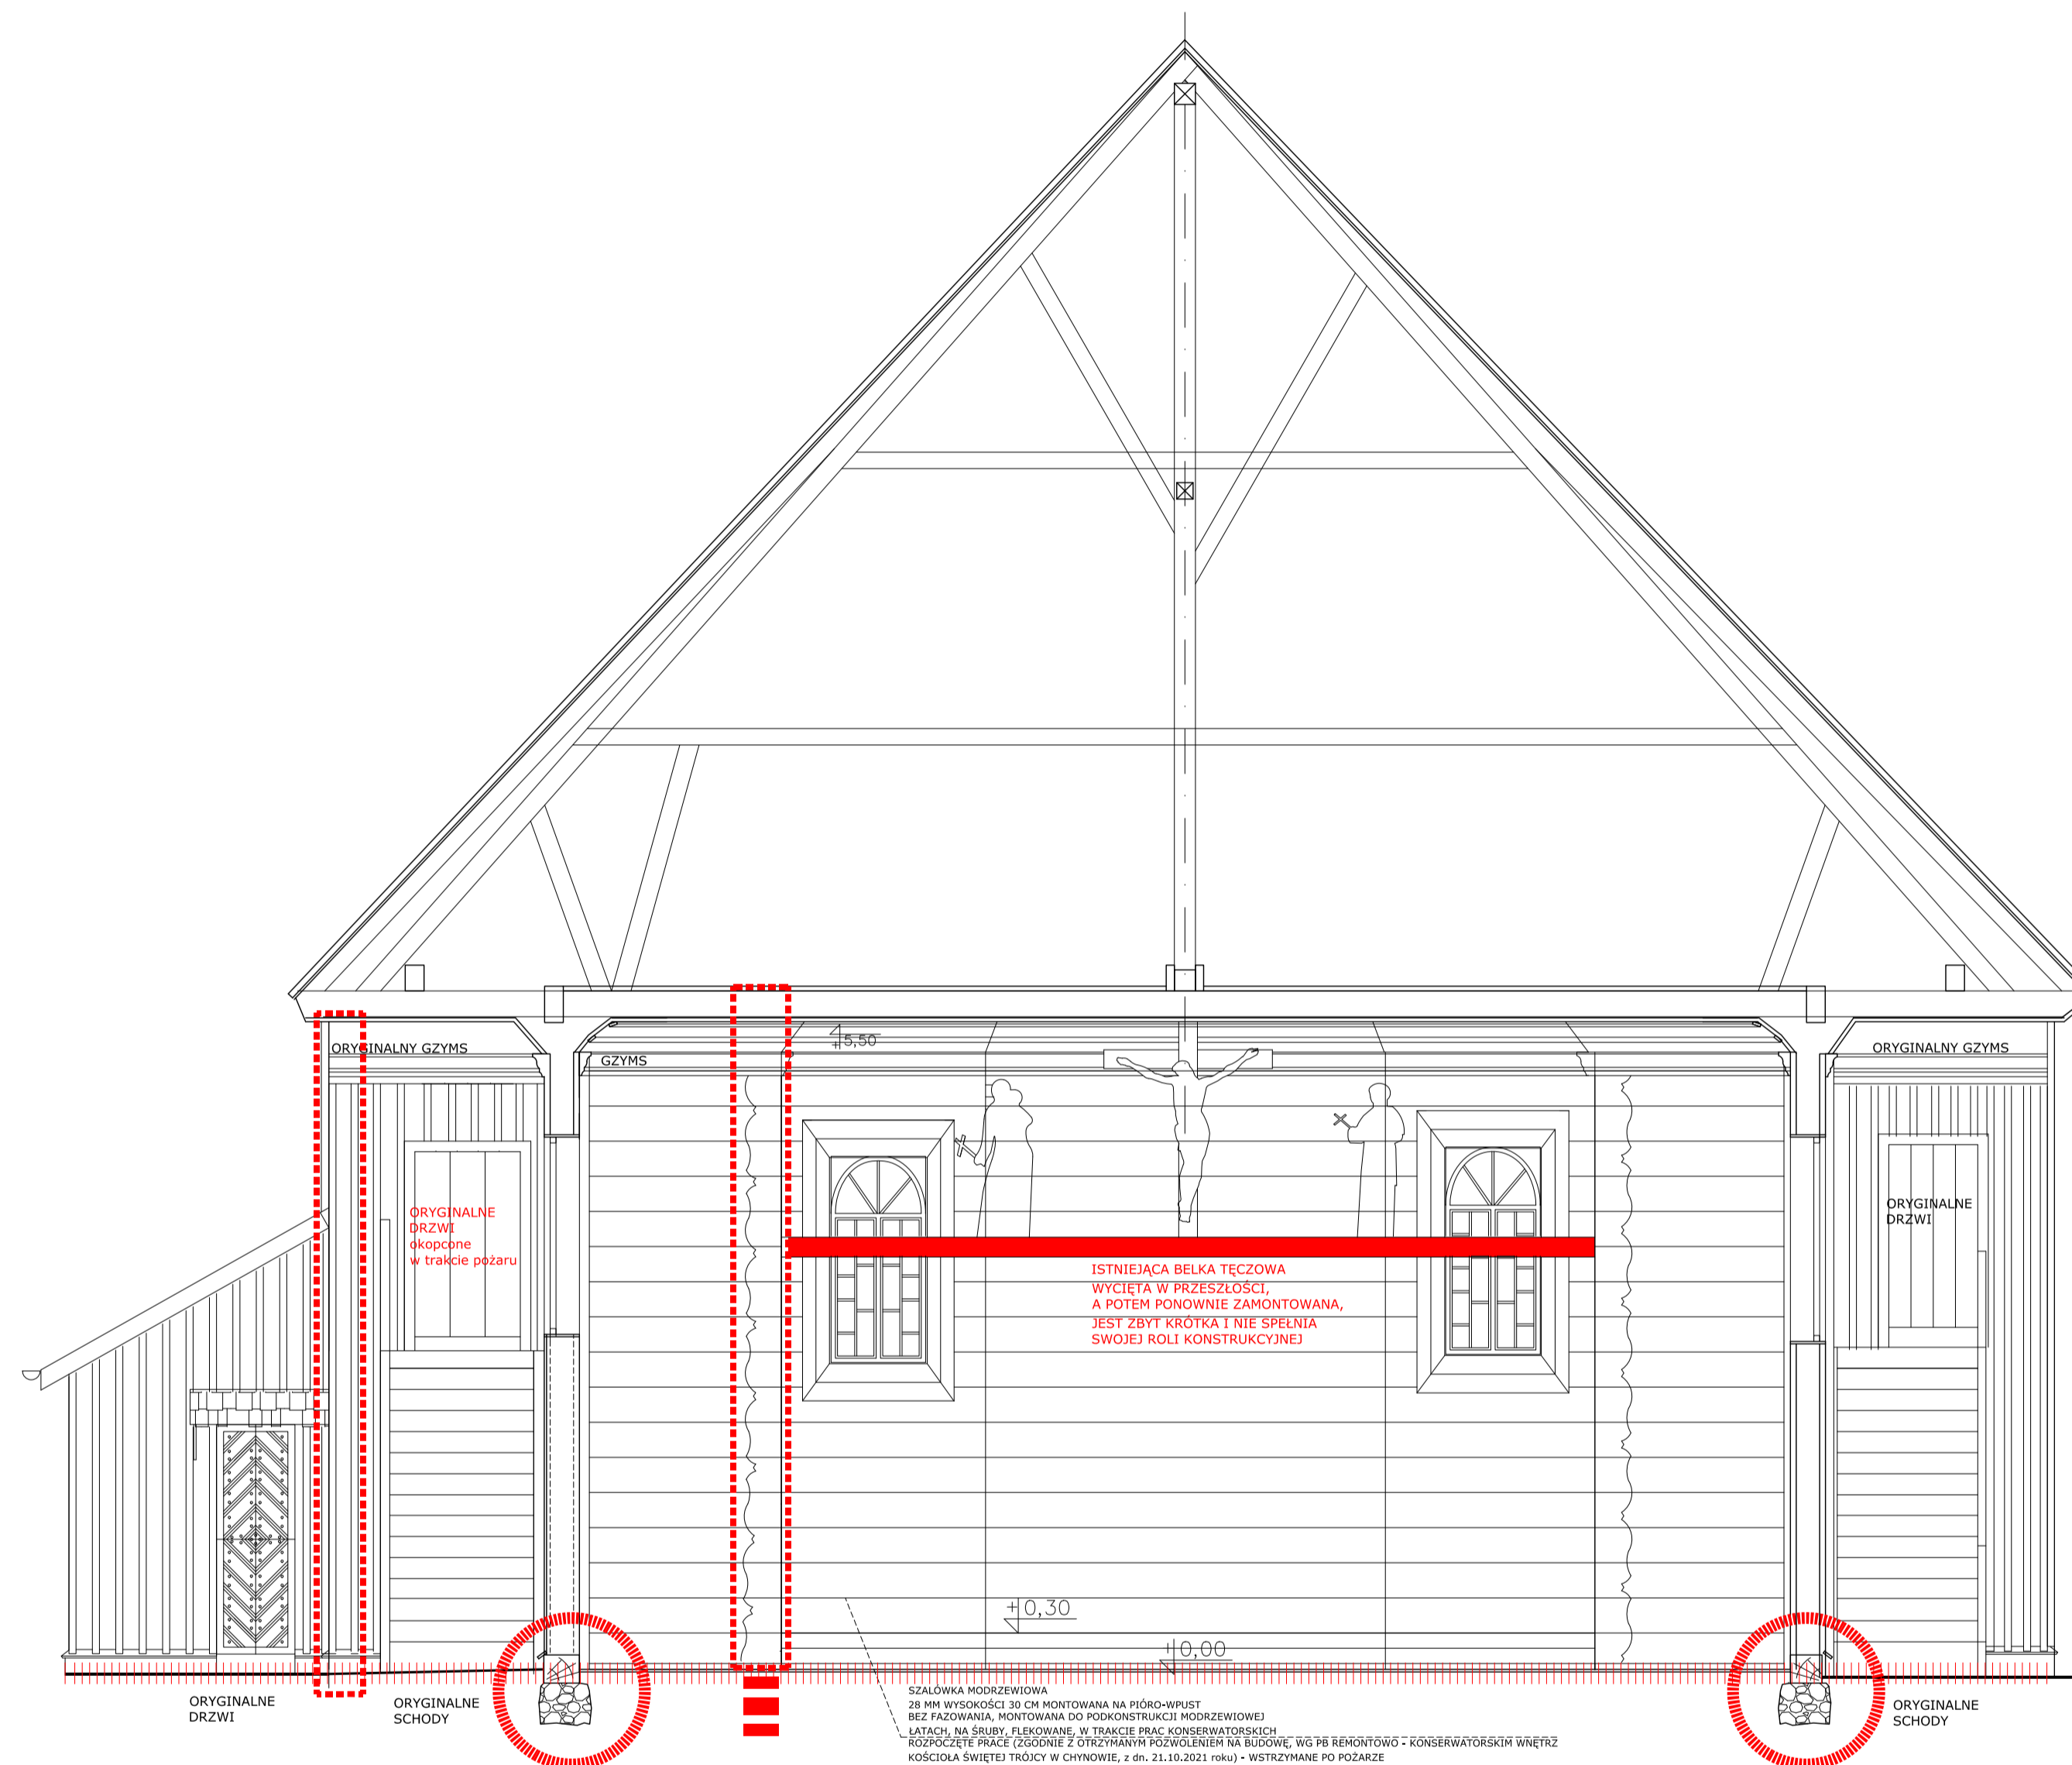 +5,50
ORYGINALNY GZYMS
GZYMS
ORYGINALNY GZYMS
ORYGINALNE
DRZWI
okopcone
w trakcie pożaru
ORYGINALNE
DRZWI
ISTNIEJĄCA BELKA TĘCZOWA
WYCIĘTA W PRZESZŁOŚCI,
A POTEM PONOWNIE ZAMONTOWANA,
JEST ZBYT KRÓTKA I NIE SPEŁNIA
SWOJEJ ROLI KONSTRUKCYJNEJ
+0,30
+0,00
ORYGINALNE
DRZWI
ORYGINALNE
SCHODY
SZALÓWKA MODRZEWIOWA
28 MM WYSOKOŚCI 30 CM MONTOWANA NA PIÓRO-WPUST
BEZ FAZOWANIA, MONTOWANA DO PODKONSTRUKCJI MODRZEWIOWEJ
ŁATACH, NA ŚRUBY, FLEKOWANE, W TRAKCIE PRAC KONSERWATORSKICH
ROZPOCZĘTE PRACE (ZGODNIE Z OTRZYMANYM POZWOLENIEM NA BUDOWĘ, WG PB REMONTOWO - KONSERWATORSKIM WNĘTRZ
KOŚCIOŁA ŚWIĘTEJ TRÓJCY W CHYNOWIE, z dn. 21.10.2021 roku) - WSTRZYMANE PO POŻARZE
ORYGINALNE
SCHODY